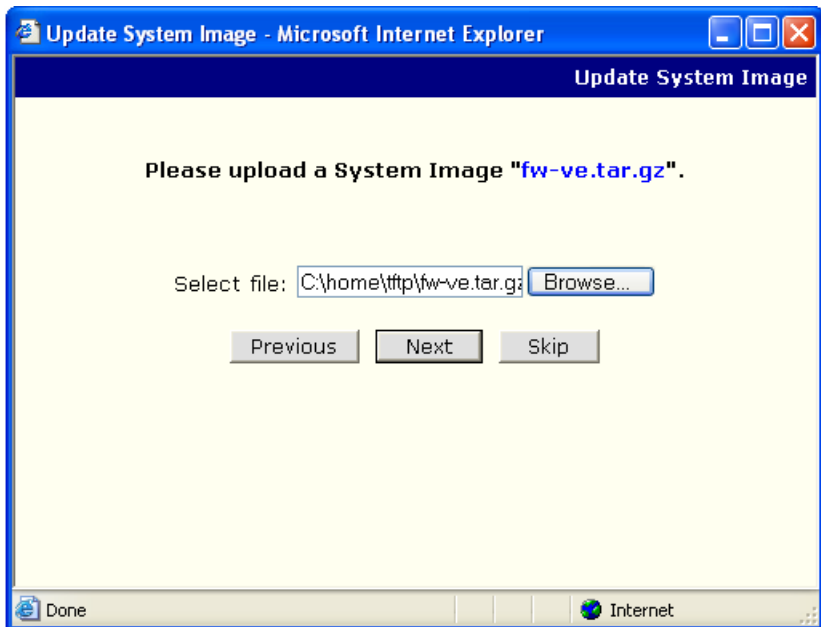 Update System Image - Microsoft Internet Explorer
Update System Image
Please upload a System Image "fw-ve.tar.gz".
Select file: C:\home\tftp\fw-ve.tar.gz Browse...
Previous Next Skip
Done Internet